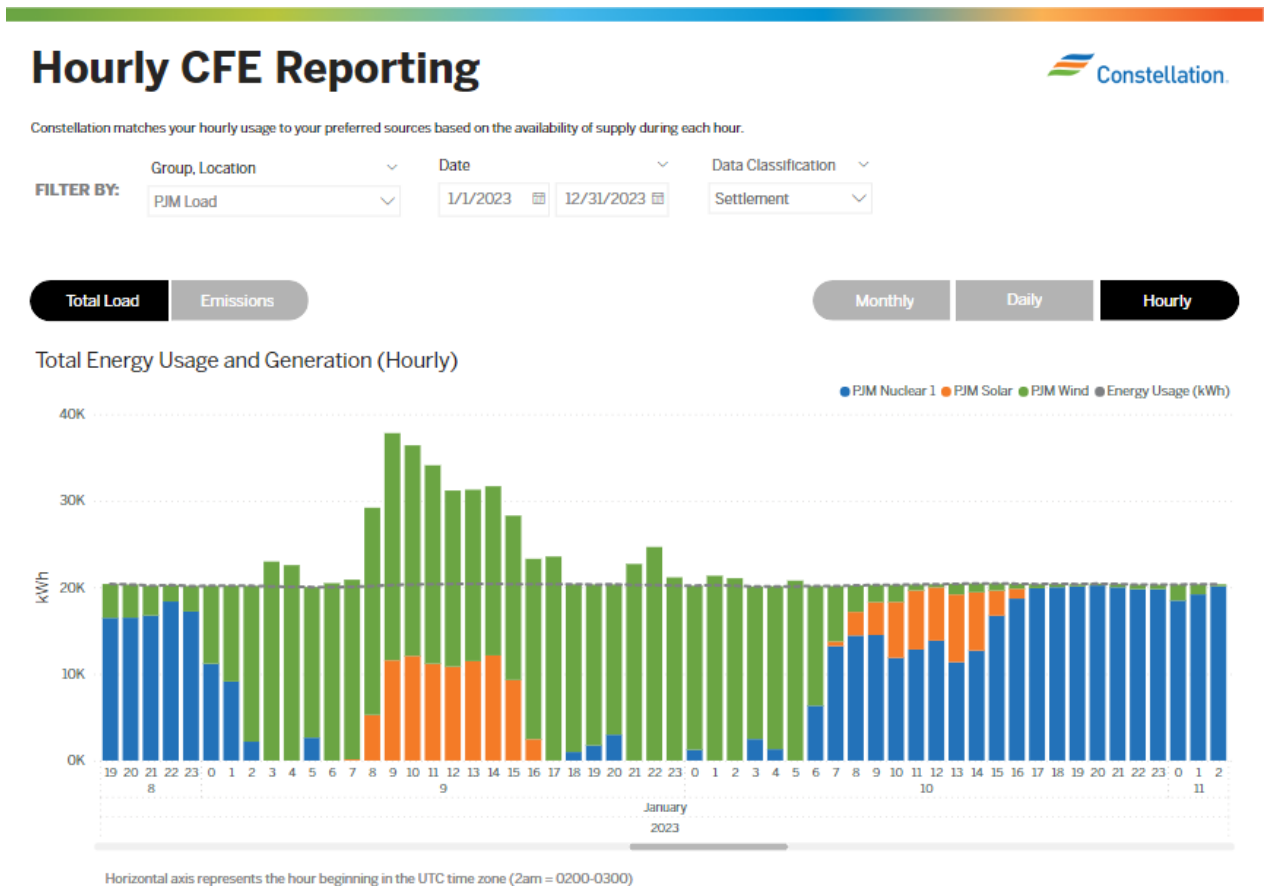 Hourly CFE Reporting
Constellation.
Constellation matches your hourly usage to your preferred sources based on the availability of supply during each hour.
FILTER BY:
Group, Location
PJM Load
Date
1/1/2023
12/31/2023
Data Classification
Settlement
Total Load
Emissions
Monthly
Daily
Hourly
Total Energy Usage and Generation (Hourly)
PJM Nuclear 1 PJM Solar PJM Wind Energy Usage (kWh)
40K
30K
20K
10K
0K
kWh
19 20 21 22 23 0 1 2 3 4 5 6 7 8 9 10 11 12 13 14 15 16 17 18 19 20 21 22 23 0 1 2 3 4 5 6 7 8 9 10 11 12 13 14 15 16 17 18 19 20 21 22 23 0 1 2
8 9 10 11
January
2023
Horizontal axis represents the hour beginning in the UTC time zone (2am = 0200-0300)